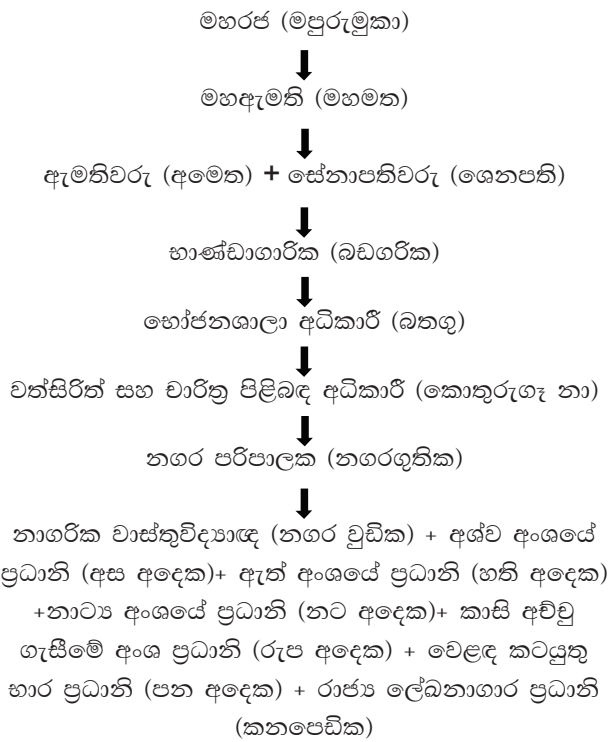 මහරජ (මපුරුමුකා)
මහඇමති (මහමත)
ඇමතිවරු (අමෙත) + සේනාපතිවරු (ශෙනපති)
භාණ්ඩාගාරික (බඩගරික)
භෝජනශාලා අධිකාරී (බතගු)
වත්සිරිත් සහ චාරිත්‍ර පිළිබඳ අධිකාරී (කොතුරුගෑ නා)
නගර පරිපාලක (නගරගුතික)
නාගරික වාස්තුවිද්‍යාඥ (නගර වුඩික) + අශ්ව අංශයේ
ප්‍රධානි (අස අදෙක)+ ඇත් අංශයේ ප්‍රධානි (හති අදෙක)
+නාට්‍ය අංශයේ ප්‍රධානි (නට අදෙක)+ කාසි අච්චු
ගැසීමේ අංශ ප්‍රධානි (රූප අදෙක) + වෙළඳ කටයුතු
භාර ප්‍රධානි (පන අදෙක) + රාජ්‍ය ලේඛනාගාර ප්‍රධානි
(කනපෙඩික)